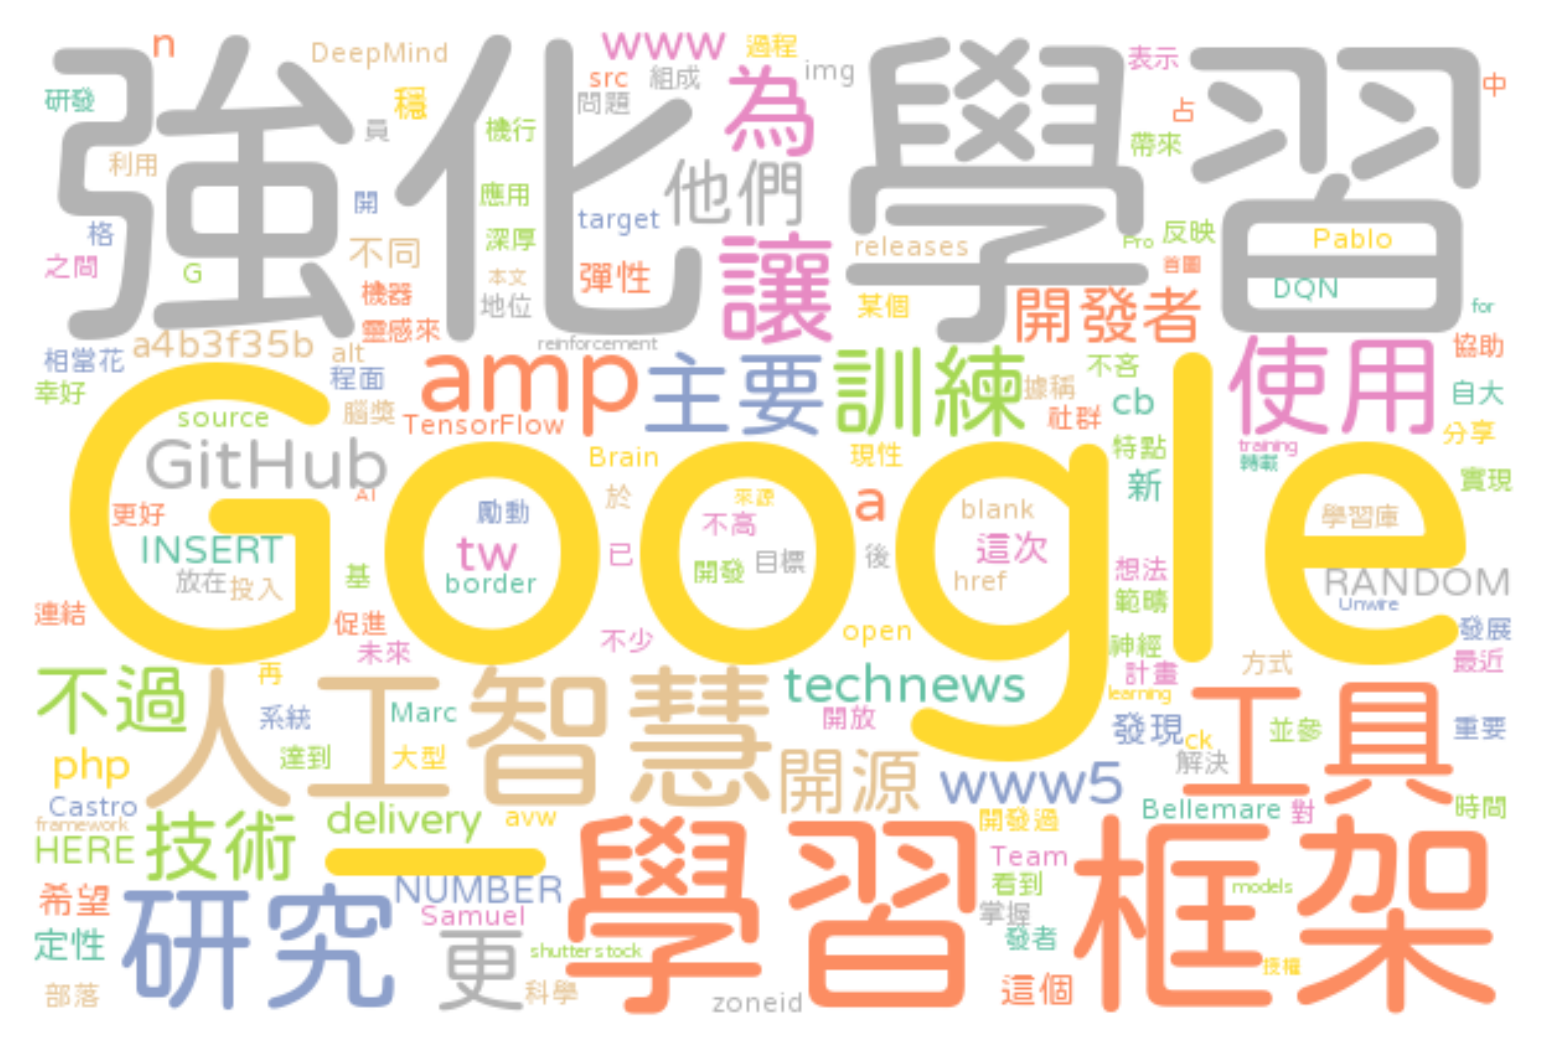 強化學習
n
DeepMind
www
過程
img
表示
中
研發
穩
員
src
組成
問題
為
占
帶來
機行
利用
他們
開
應用
target
格
深厚
讓
releases
Pro
反映
Pablo
之間
G
不同
本文
彈性
首圖
DQN
機器
地位
某個
開發者
for
靈感來
reinforcement
a4b3f35b
alt
相當花
程面
amp
主要
訓練
不吝
使用
協助
幸好
腦獎
據稱
cb
自大
source
TensorFlow
社群
分享
GitHub
Google
Brain
現性
特點
training
轉載
AI
於
來源
a
新
實現
更好
勵動
不高
blank
學習庫
INSERT
tw
已
開發
目標
後
這次
放在
投入
基
border
href
想法
RANDOM
範疇
Unwire
連結
促進
不少
open
發展
未來
神經
方式
最近
不過
再
人工智慧
technews
計畫
learning
工具
系統
Marc
開放
發現
ck
並參
重要
php
達到
大型
開源
www5
解決
Castro
framework
delivery
avw
開發過
Bellemare
對
時間
HERE
技術
一
學習框架
Team
希望
研究
NUMBER
看到
models
Samuel
掌握
定性
更
shutterstock
發者
授權
部落
科學
zoneid
這個